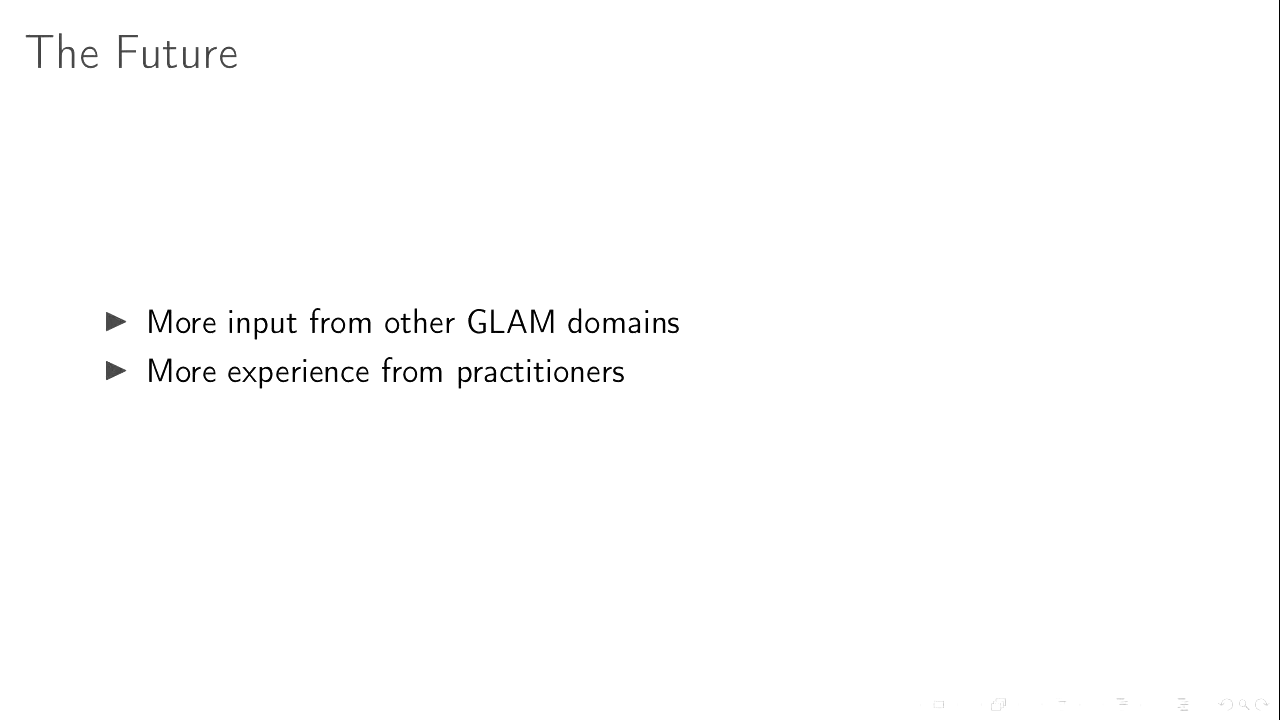 The Future
More input from other GLAM domains
More experience from practitioners